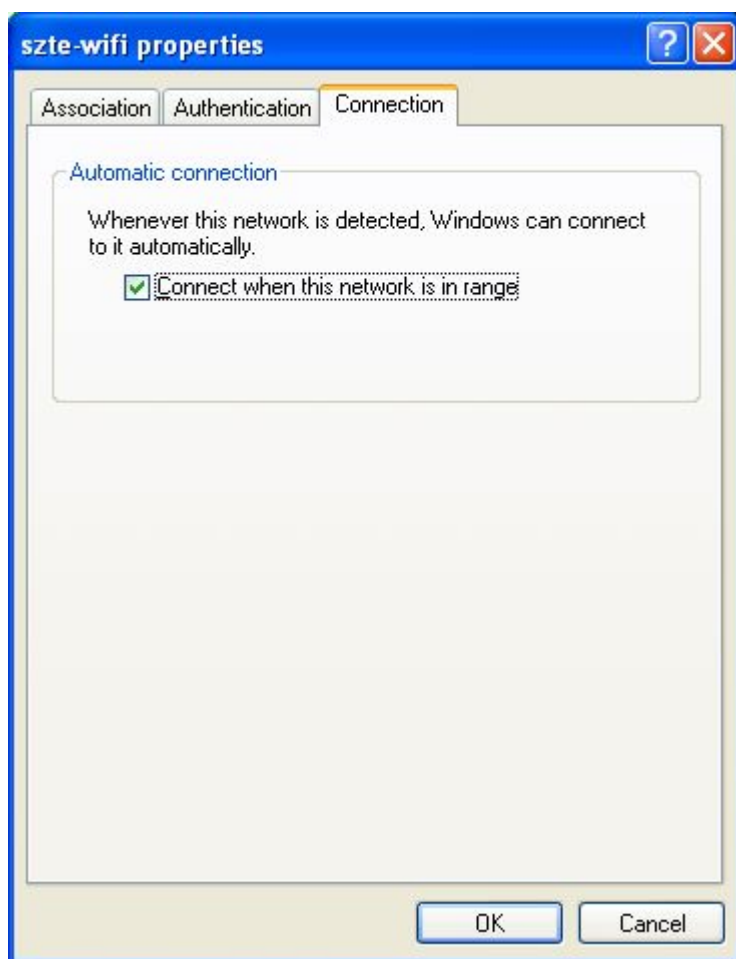 szte-wifi properties
Association Authentication Connection
Automatic connection
Whenever this network is detected, Windows can connect
to it automatically.
Connect when this network is in range
OK Cancel